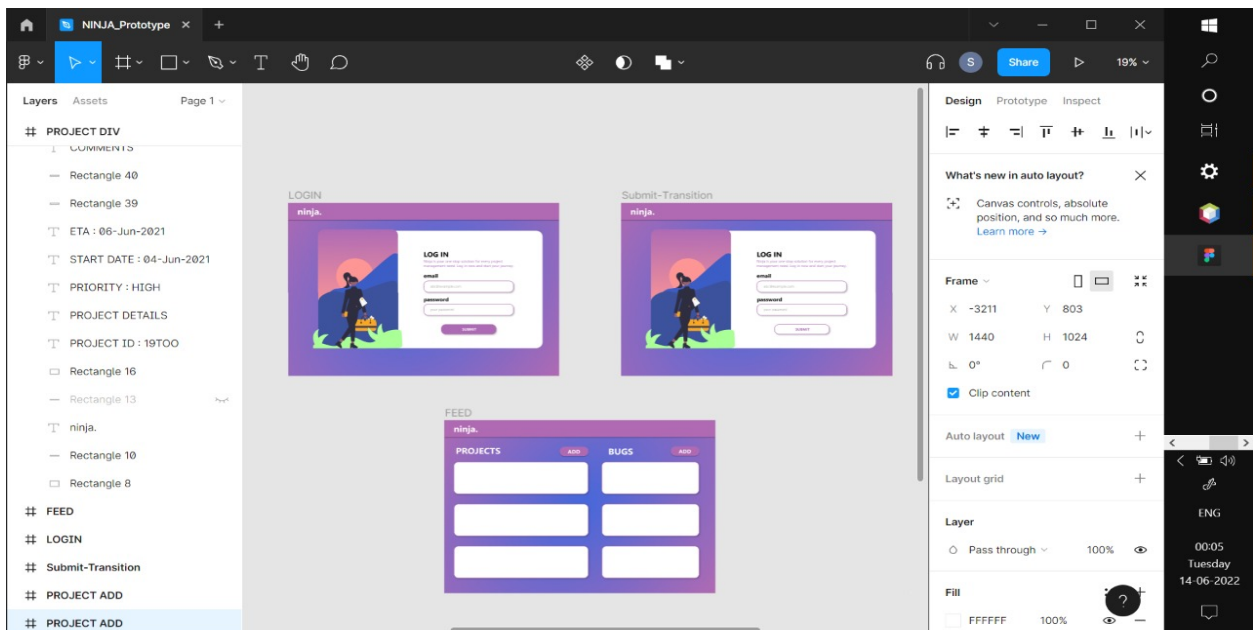 NINJA_Prototype
S
Share
19%
Layers Assets Page 1
PROJECT DIV
COMMENTS
Rectangle 40
Rectangle 39
ETA : 06-Jun-2021
START DATE : 04-Jun-2021
PRIORITY : HIGH
PROJECT DETAILS
PROJECT ID : 19TOO
Rectangle 16
Rectangle 13
ninja.
Rectangle 10
Rectangle 8
FEED
LOGIN
Submit-Transition
PROJECT ADD
PROJECT ADD
LOGIN
ninja.
LOG IN
email
password
SUBMIT
Submit-Transition
ninja.
LOG IN
email
password
SUBMIT
FEED
ninja.
PROJECTS ADD BUGS ADD
Design Prototype Inspect
What's new in auto layout?
Canvas controls, absolute
position, and so much more.
Learn more →
Frame
X -3211 Y 803
W 1440 H 1024
0° 0
Clip content
Auto layout New
Layout grid
Layer
Pass through 100%
Fill
FFFFFF 100%
?
ENG
00:05
Tuesday
14-06-2022